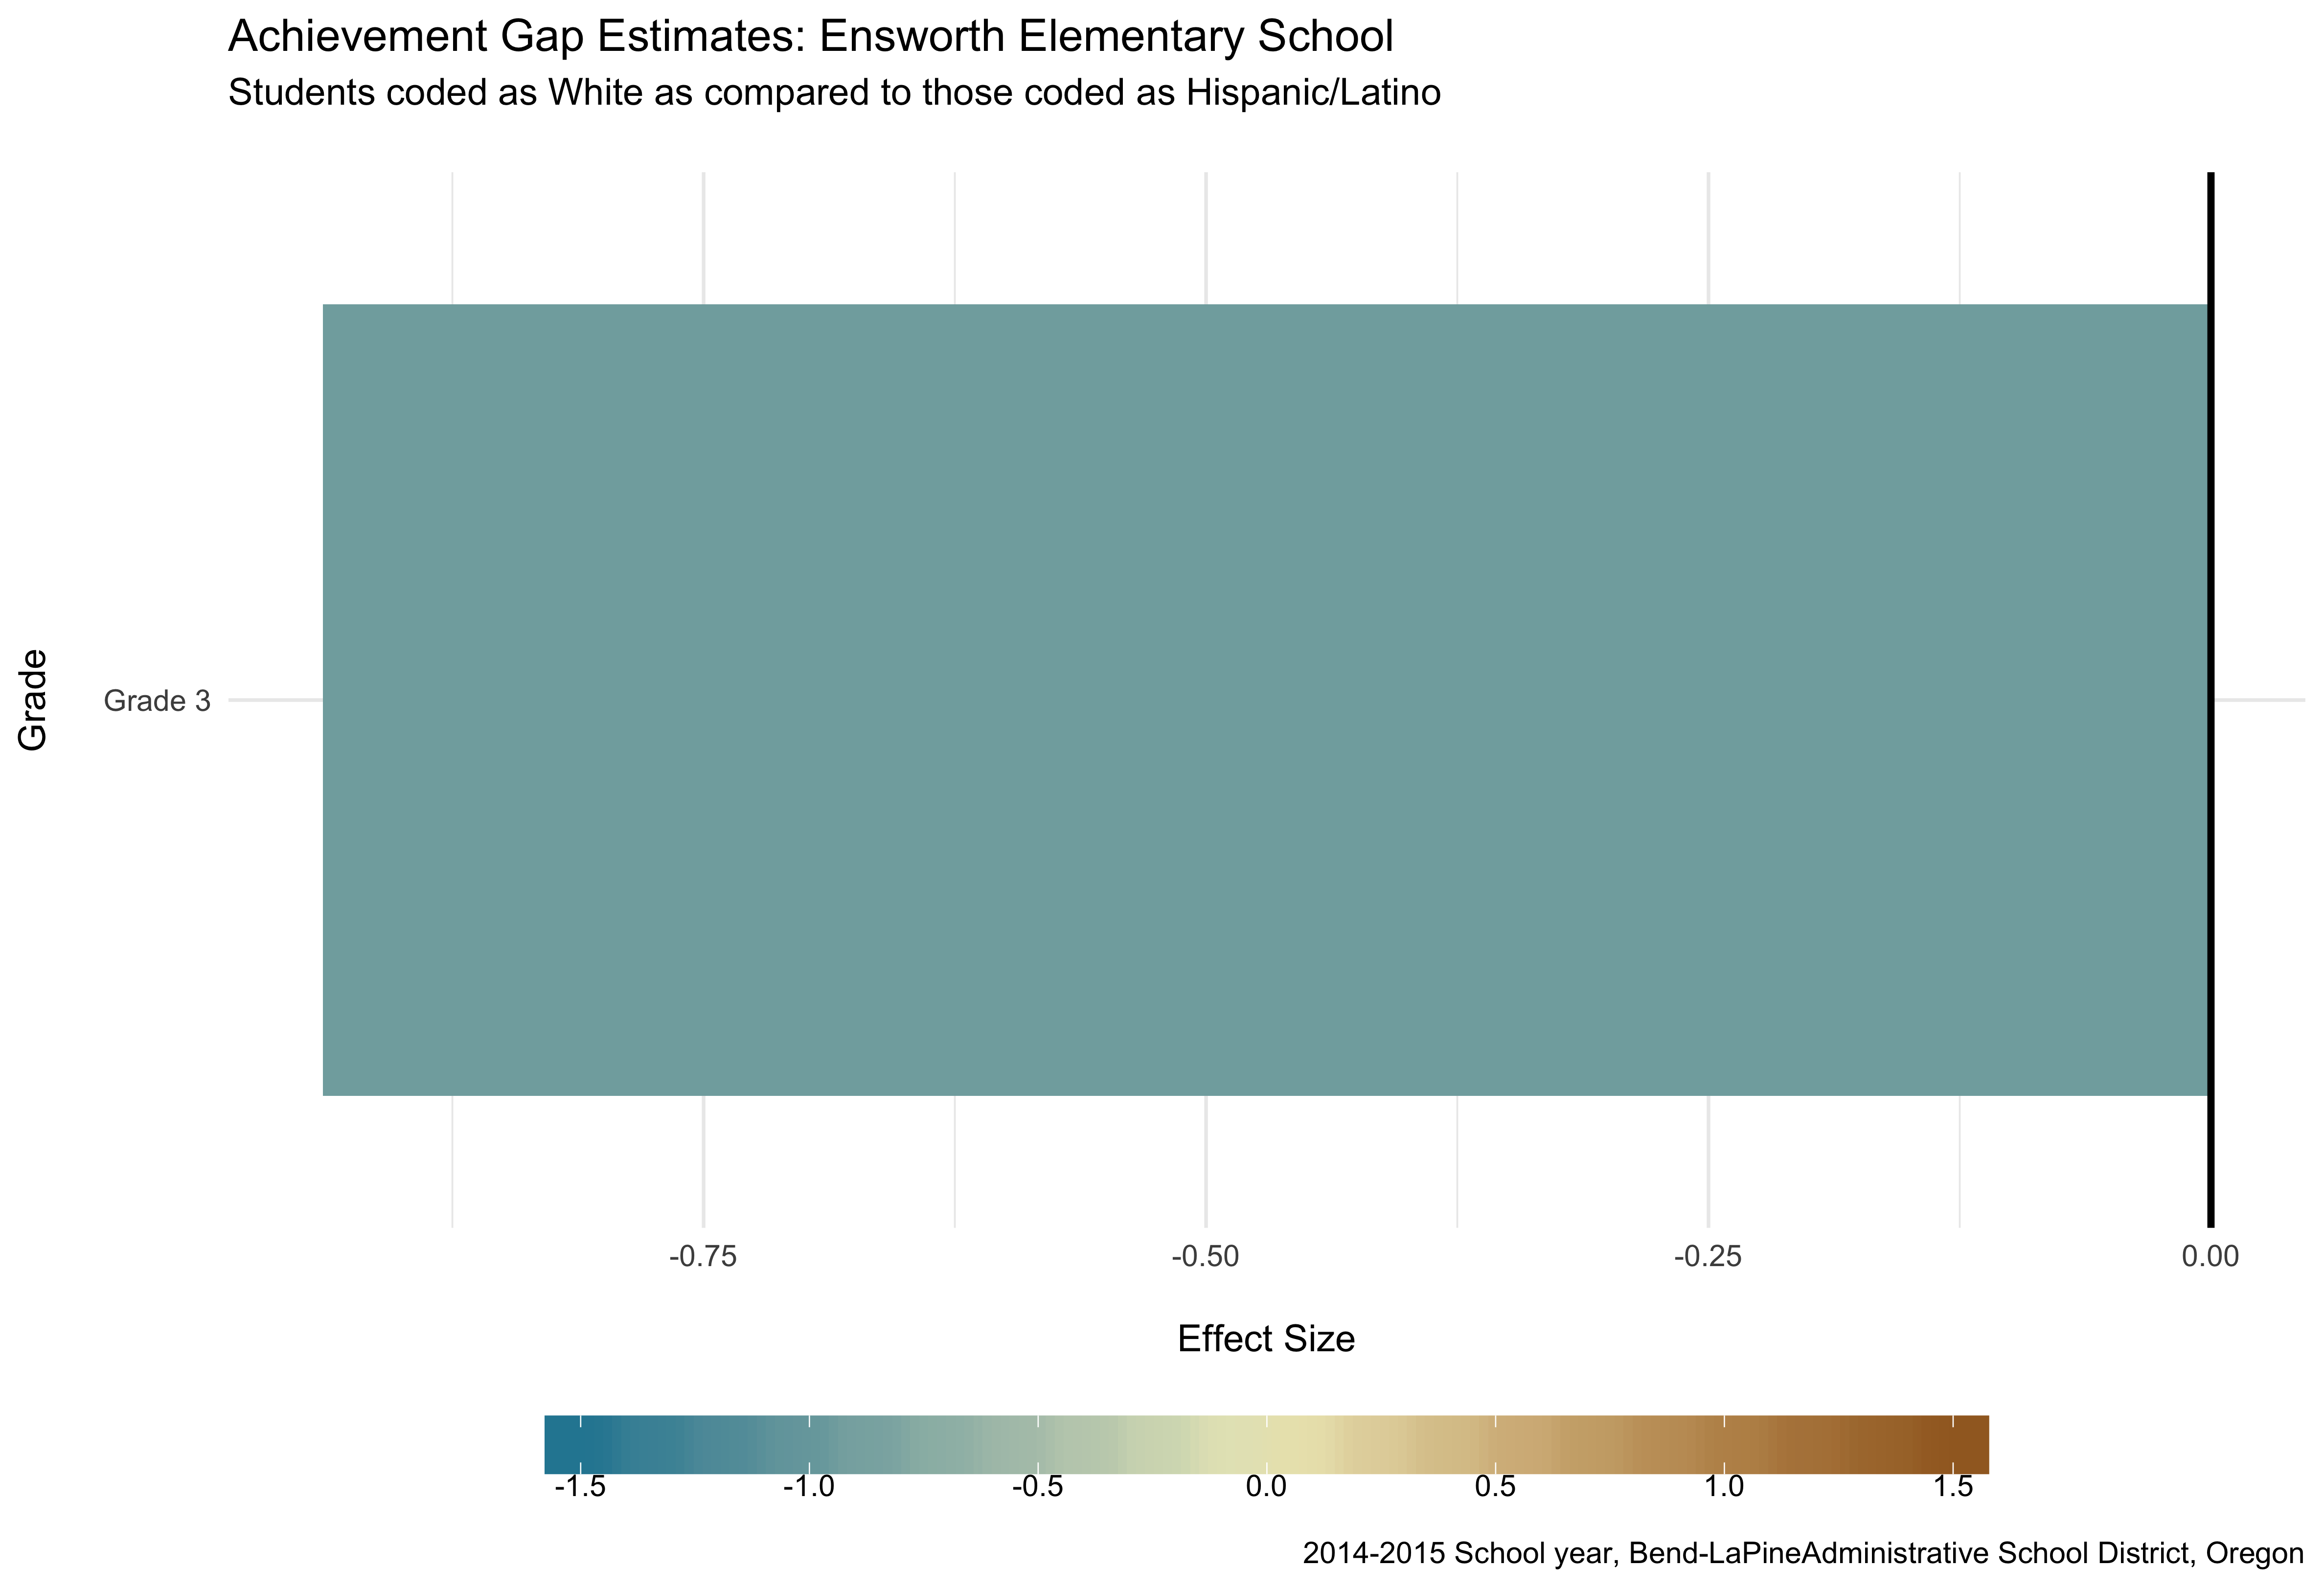 Achievement Gap Estimates: Ensworth Elementary School
Students coded as White as compared to those coded as Hispanic/Latino
Grade
Grade 3
-0.75 -0.50 -0.25 0.00
Effect Size
-1.5 -1.0 -0.5 0.0 0.5 1.0 1.5
2014-2015 School year, Bend-LaPineAdministrative School District, Oregon